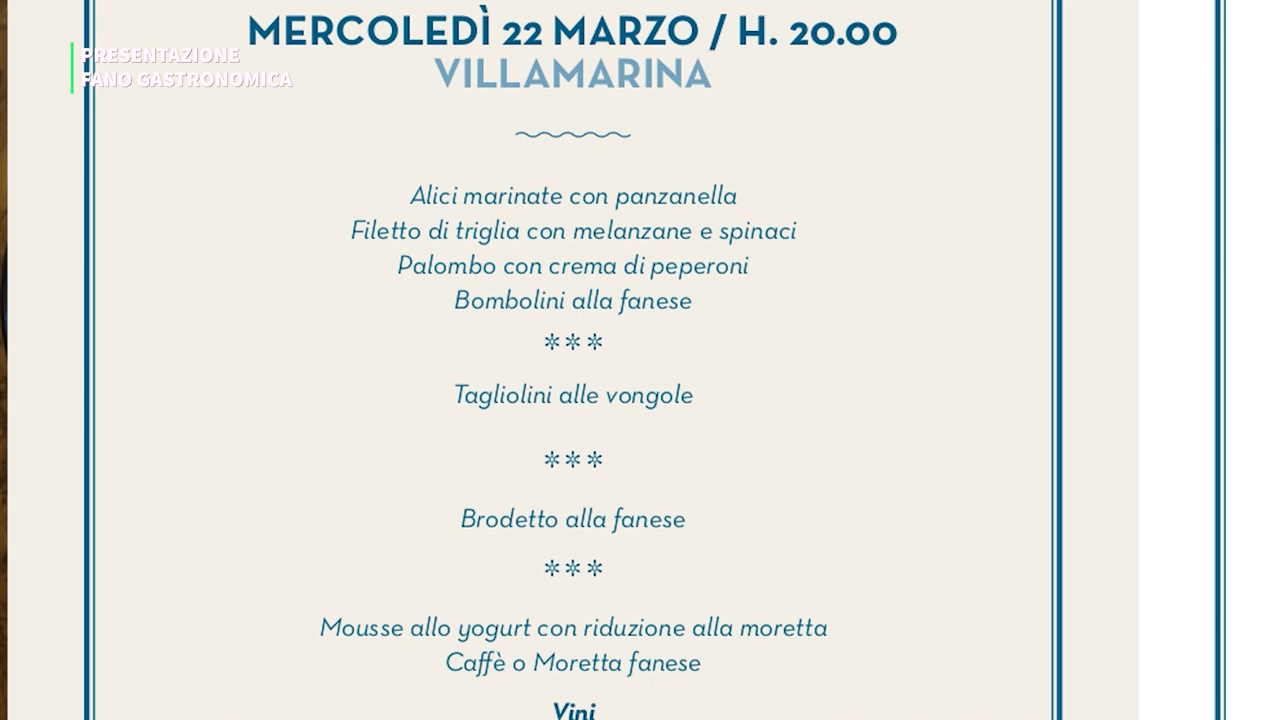 MERCOLEDÌ 22 MARZO / H. 20.00
PRESENTAZIONE
FANO GASTRONOMICA
VILLAMARINA
Alici marinate con panzanella
Filetto di triglia con melanzane e spinaci
Palombo con crema di peperoni
Bombolini alla fanese
***
Tagliolini alle vongole
***
Brodetto alla fanese
***
Mousse allo yogurt con riduzione alla moretta
Caffè o Moretta fanese
Vini